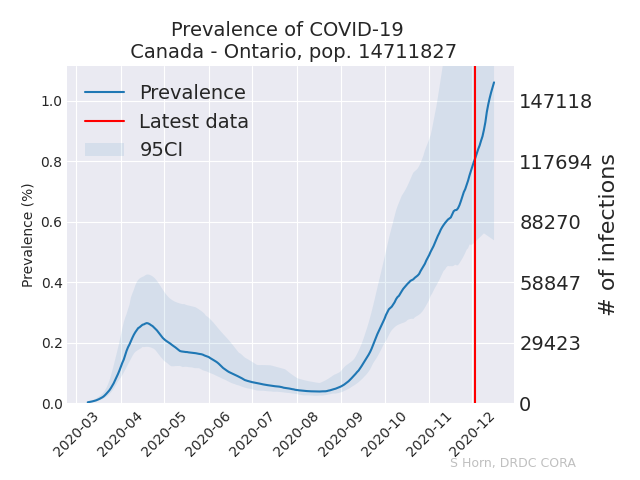 Prevalence of COVID-19
Canada - Ontario, pop. 14711827
Prevalence
Latest data
95CI
Prevalence (%)
1.0
0.8
0.6
0.4
0.2
0.0
147118
117694
88270
58847
29423
0
# of infections
2020-03
2020-04
2020-05
2020-06
2020-07
2020-08
2020-09
2020-10
2020-11
2020-12
S Horn, DRDC CORA